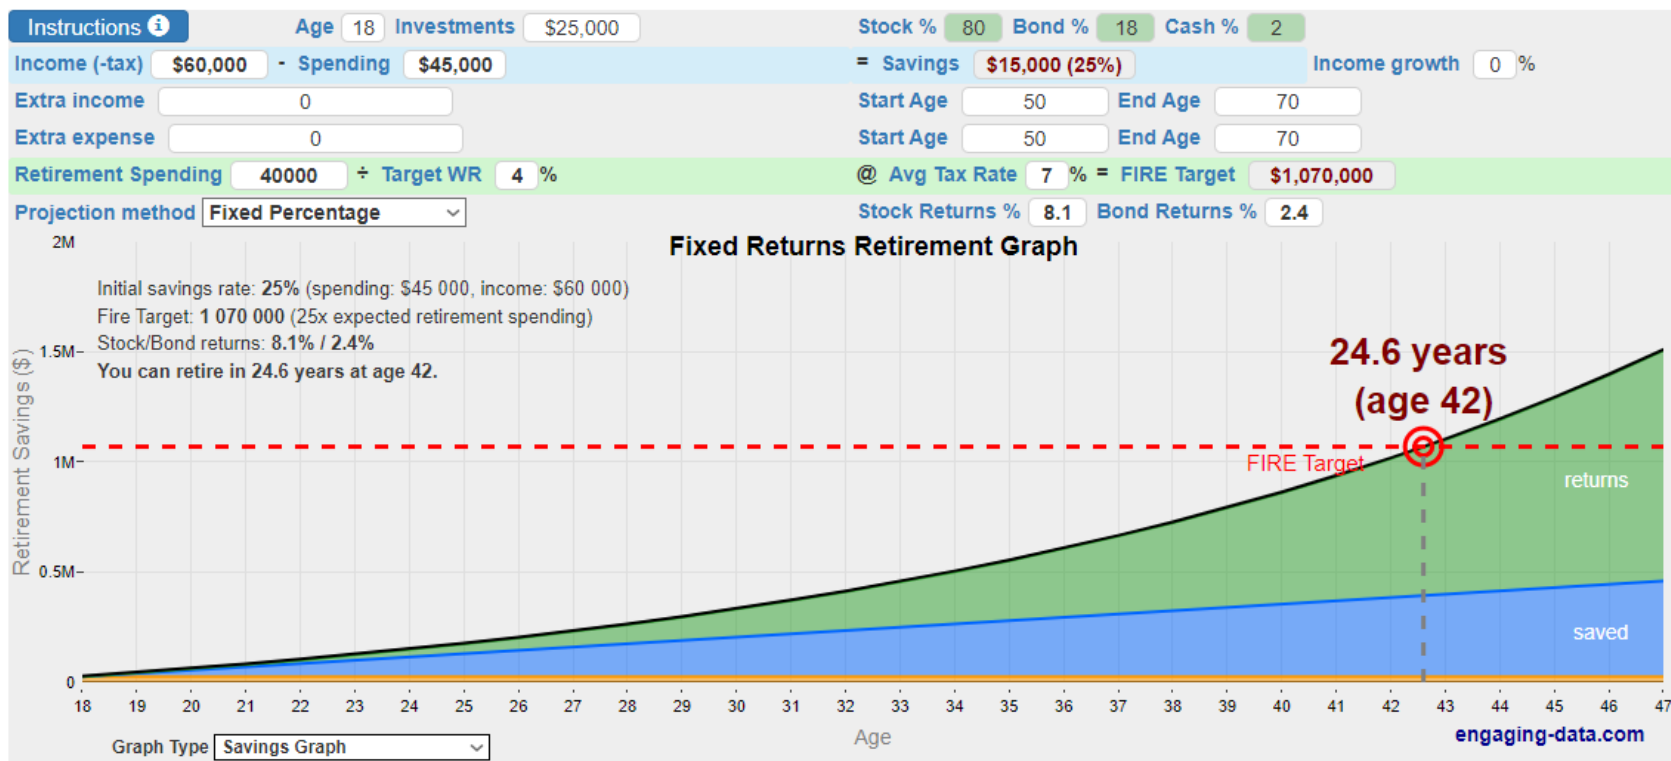 Instructions i Age 18 Investments $25,000 Stock % 80 Bond % 18 Cash % 2
Income (-tax) $60,000 - Spending $45,000 = Savings $15,000 (25%) Income growth 0 %
Extra income 0 Start Age 50 End Age 70
Extra expense 0 Start Age 50 End Age 70
Retirement Spending 40000 ÷ Target WR 4 % @ Avg Tax Rate 7 % = FIRE Target $1,070,000
Projection method Fixed Percentage Stock Returns % 8.1 Bond Returns % 2.4
Fixed Returns Retirement Graph
2M
Initial savings rate: 25% (spending: $45 000, income: $60 000)
Fire Target: 1 070 000 (25x expected retirement spending)
Stock/Bond returns: 8.1% / 2.4%
You can retire in 24.6 years at age 42.
24.6 years
(age 42)
1.5M
Retirement Savings ($)
FIRE Target
1M
returns
0.5M
saved
0
18 19 20 21 22 23 24 25 26 27 28 29 30 31 32 33 34 35 36 37 38 39 40 41 42 43 44 45 46 47
Age
engaging-data.com
Graph Type Savings Graph